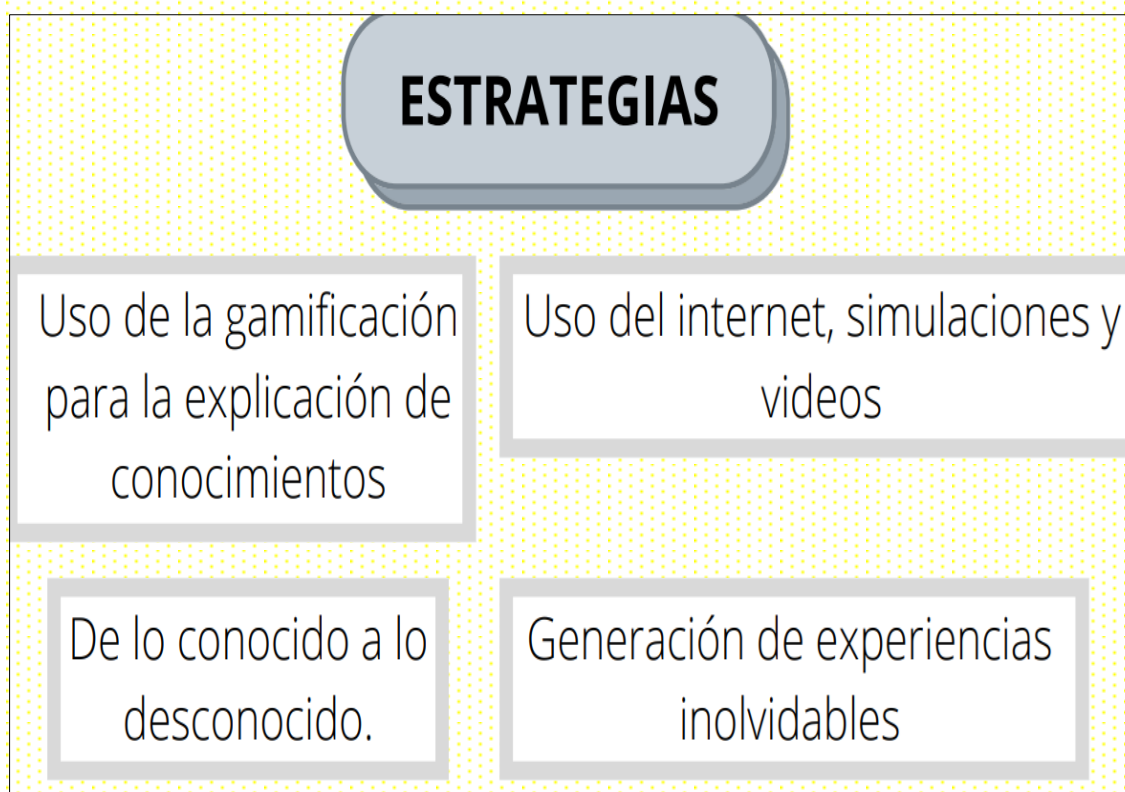 ESTRATEGIAS
Uso de la gamificación
para la explicación de
conocimientos
Uso del internet, simulaciones y
videos
De lo conocido a lo
desconocido.
Generación de experiencias
inolvidables